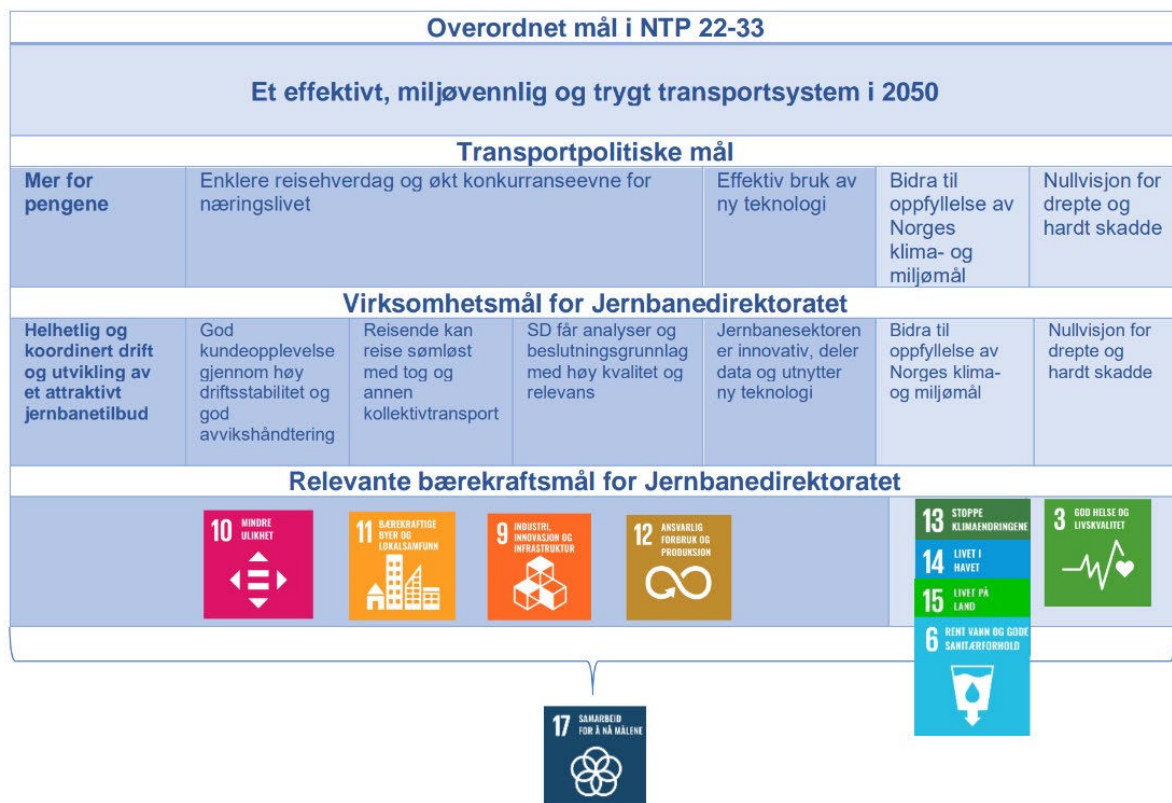 Overordnet mål i NTP 22-33
Et effektivt, miljøvennlig og trygt transportsystem i 2050
Transportpolitiske mål
Mer for
pengene
Enklere reisehverdag og økt konkurranseevne for
næringslivet
Effektiv bruk av
ny teknologi
Bidra til
oppfyllelse av
Norges
klima- og
miljømål
Nullvisjon for
drepte og
hardt skadde
Virksomhetsmål for Jernbanedirektoratet
Helhetlig og
koordinert drift
og utvikling av
et attraktivt
jernbanetilbud
God
kundeopplevelse
gjennom høy
driftsstabilitet og
god
avvikshåndtering
Reisende kan
reise sømløst
med tog og
annen
kollektivtransport
SD får analyser og
beslutningsgrunnlag
med høy kvalitet og
relevans
Jernbanesektoren
er innovativ, deler
data og utnytter
ny teknologi
Bidra til
oppfyllelse av
Norges klima-
og miljømål
Nullvisjon for
drepte og
hardt skadde
Relevante bærekraftsmål for Jernbanedirektoratet
10 MINDRE
ULIKHET
11 BÆREKRAFTIGE
BYER OG
LOKALSAMFUNN
9 INDUSTRI,
INNOVASJON OG
INFRASTRUKTUR
12 ANSVARLIG
FORBRUK OG
PRODUKSJON
13 STOPPE
KLIMAENDRINGENE
14 LIVET I
HAVET
15 LIVET PÅ
LAND
6 RENT VANN OG GODE
SANITÆRFORHOLD
3 GOD HELSE OG
LIVSKVALITET
17 SAMARBEID
FOR Å NÅ MÅLENE